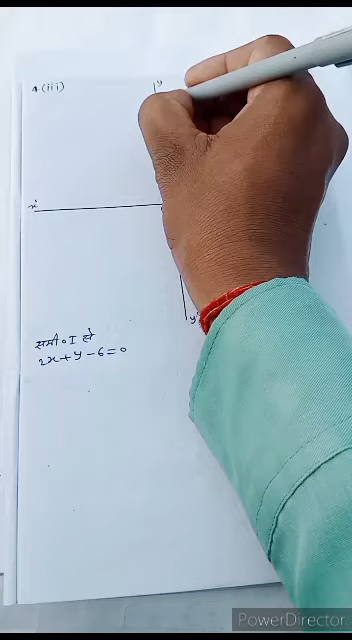 4 (iii)
y
x'
y'
समी० I से
2x+y-6=0
PowerDirector